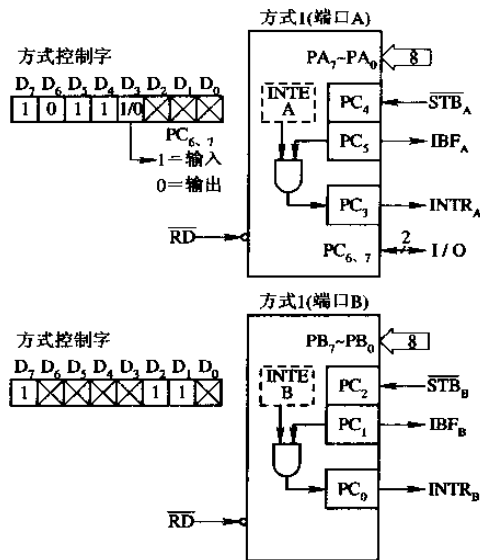 方式1(端口A)
方式控制字
D7 D6 D5 D4 D3 D2 D1 D0
1 0 1 1 1/0
PC6、7
1=输入
0=输出
PA7~PA0
8
INTE
A
PC4
STBA
PC5
IBFA
PC3
INTRA
RD
PC6、7
2
I/O
方式1(端口B)
方式控制字
D7 D6 D5 D4 D3 D2 D1 D0
1 1 1
PB7~PB0
8
INTE
B
PC2
STBB
PC1
IBFB
PC0
INTRB
RD